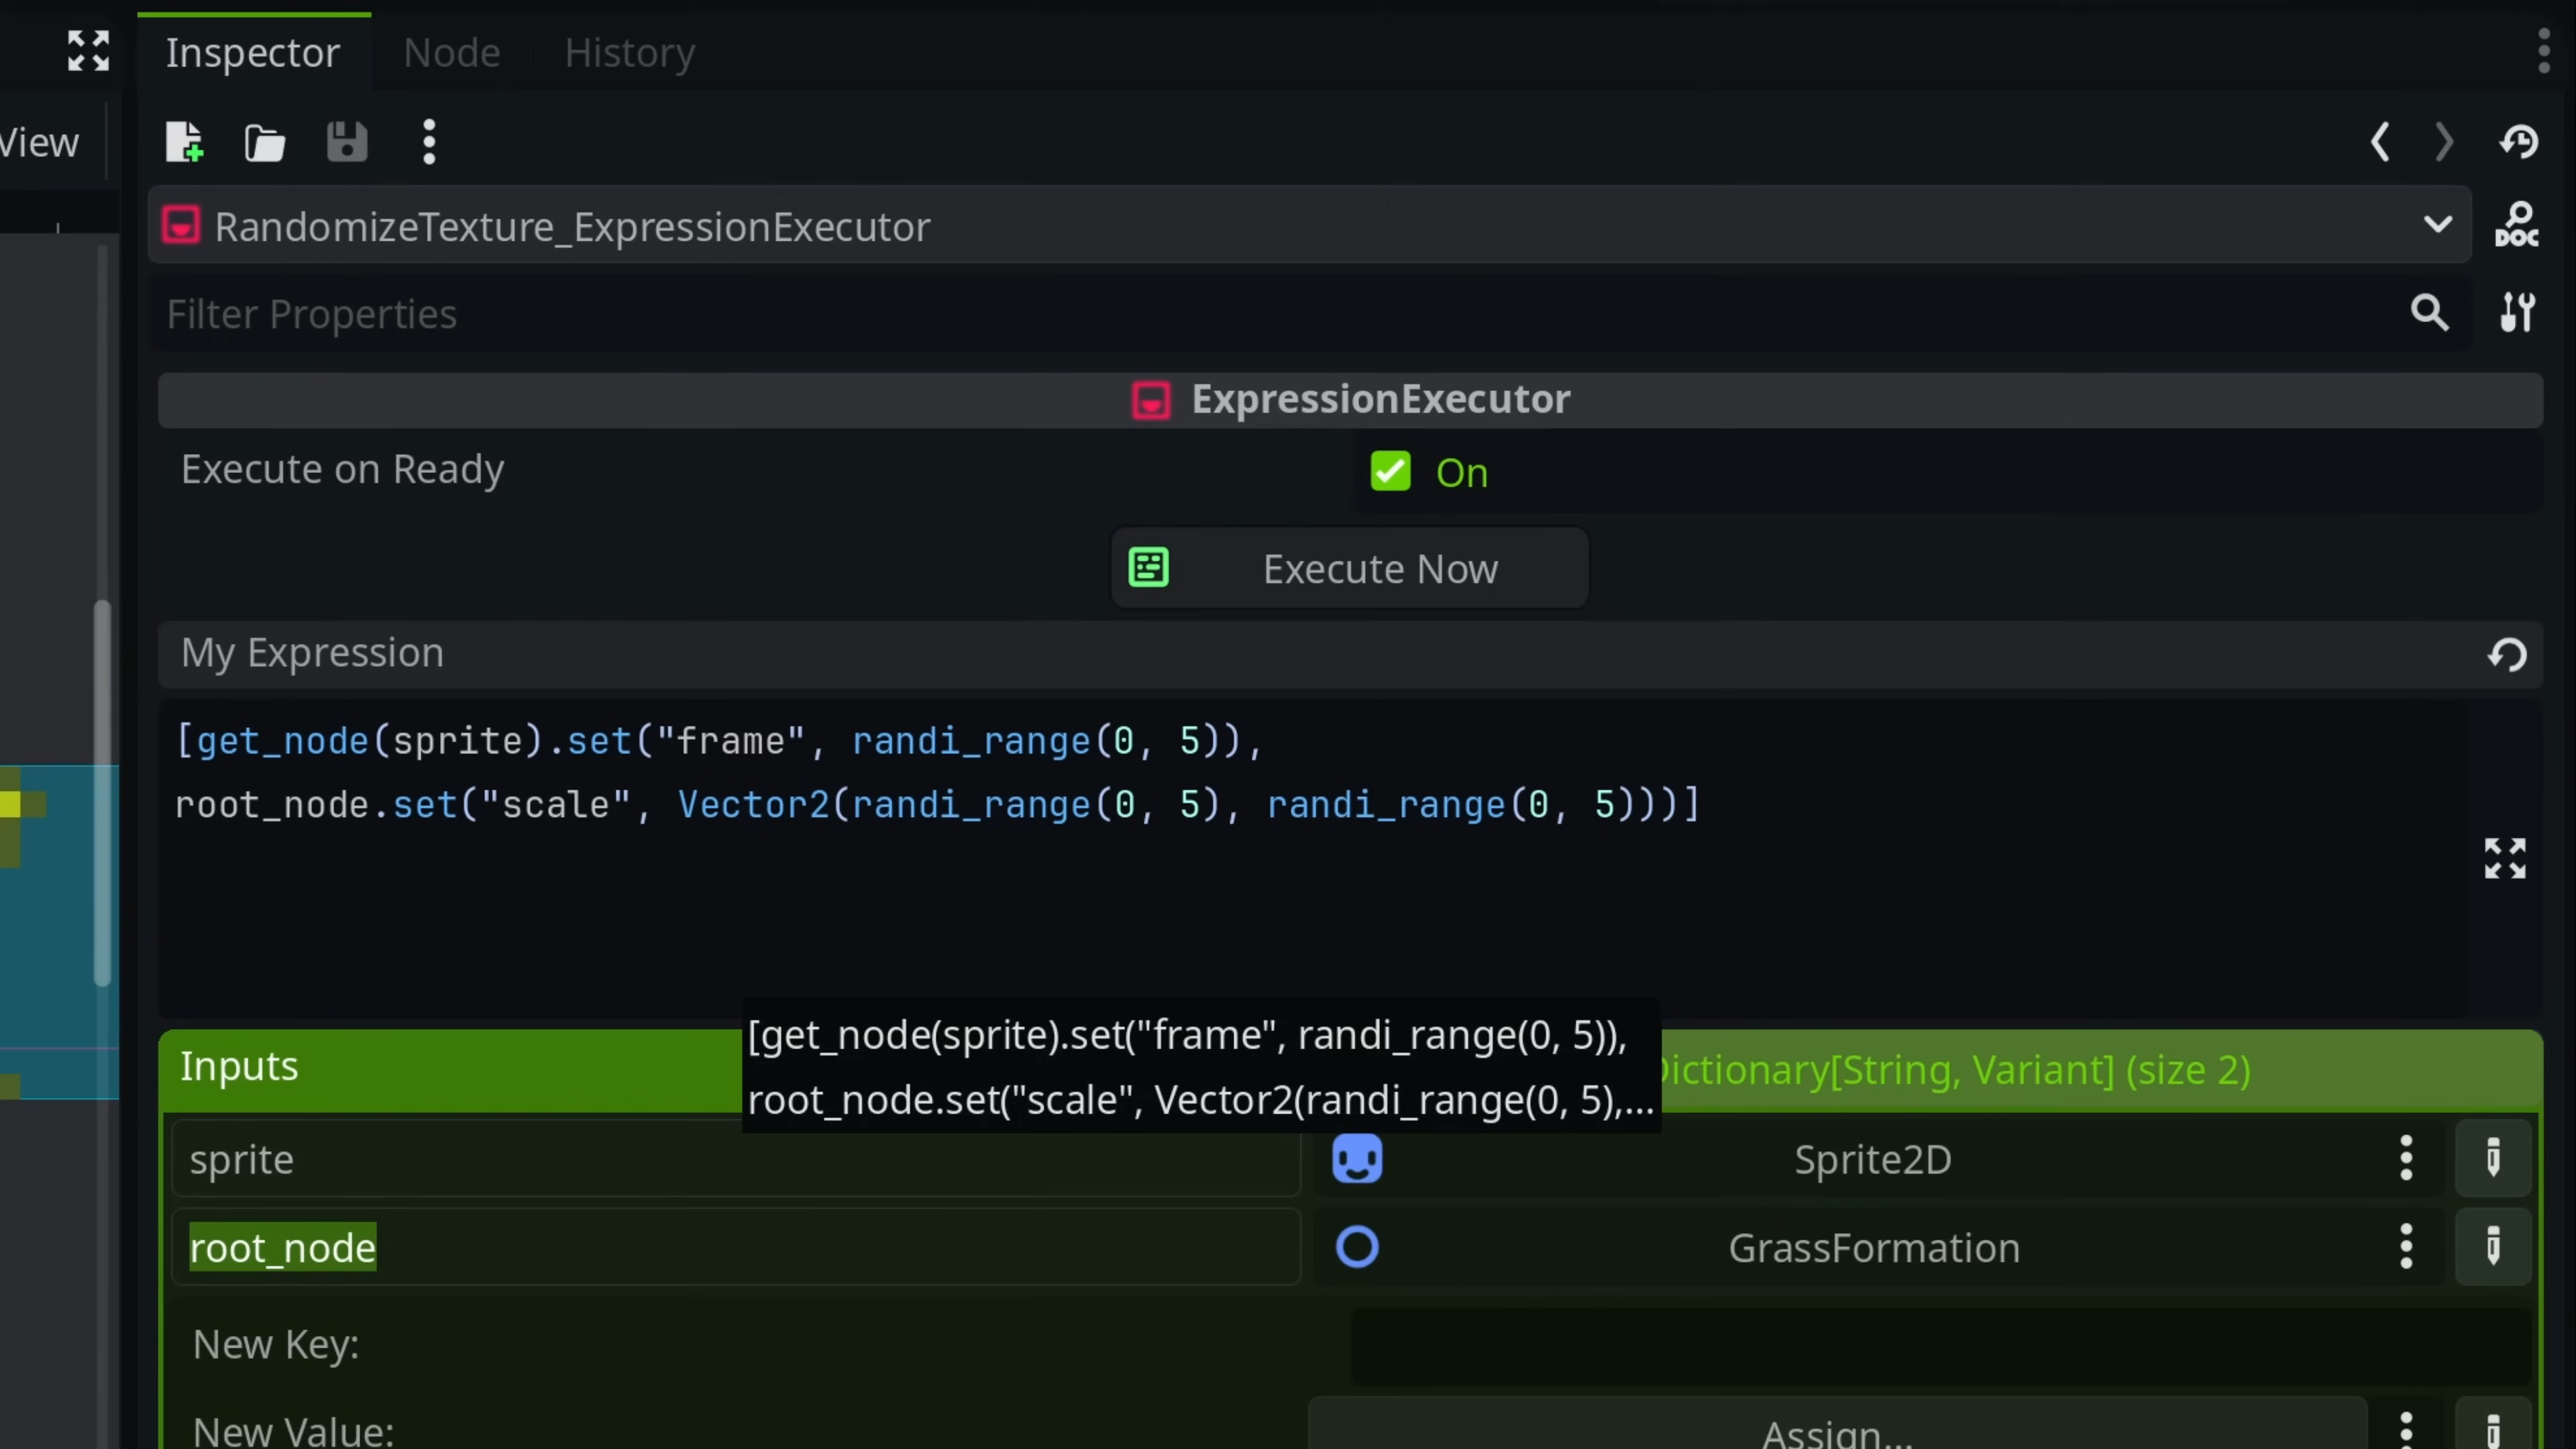 Inspector Node History
View
RandomizeTexture_ExpressionExecutor
DOC
Filter Properties
ExpressionExecutor
Execute on Ready On
Execute Now
My Expression
[get_node(sprite).set("frame", randi_range(0, 5)),
root_node.set("scale", Vector2(randi_range(0, 5), randi_range(0, 5)))]
[get_node(sprite).set("frame", randi_range(0, 5)),
root_node.set("scale", Vector2(randi_range(0, 5),...
Inputs Dictionary[String, Variant] (size 2)
sprite Sprite2D
root_node GrassFormation
New Key:
New Value: Assign...